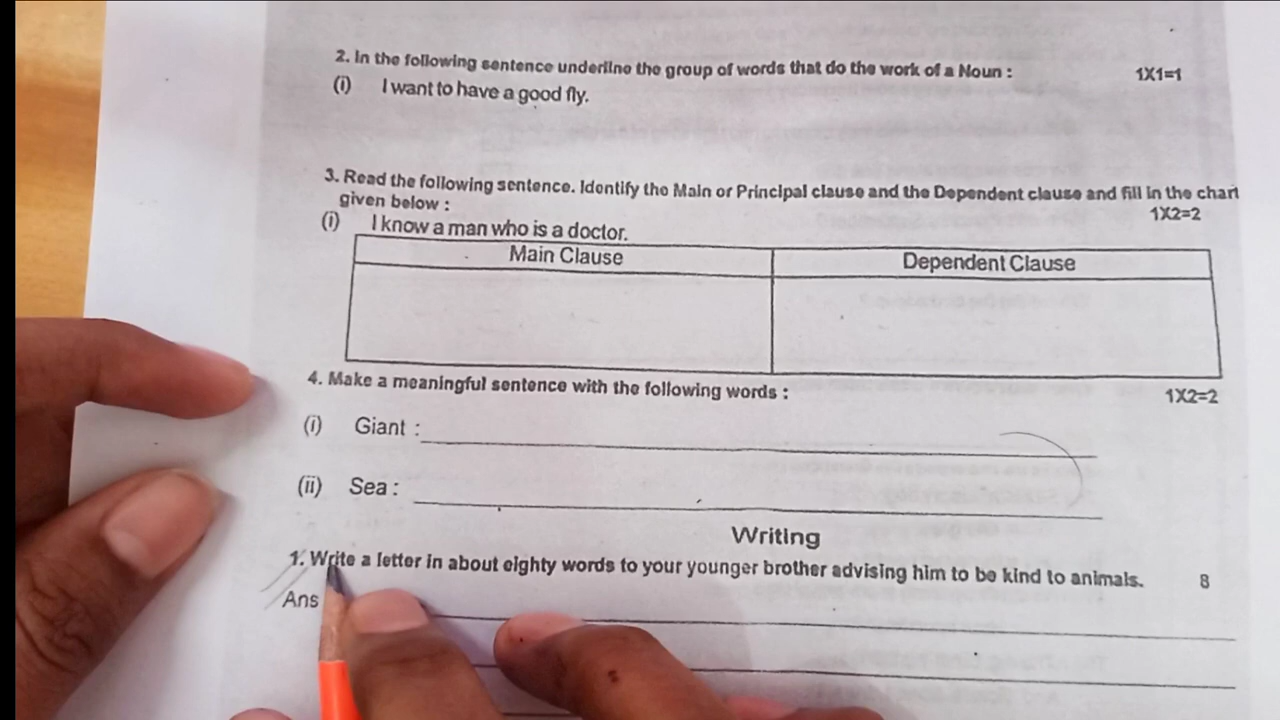 2. In the following sentence underline the group of words that do the work of a Noun : 1X1=1
(i) I want to have a good fly.
3. Read the following sentence. Identify the Main or Principal clause and the Dependent clause and fill in the chart
given below : 1X2=2
(i) I know a man who is a doctor.
Main Clause Dependent Clause
4. Make a meaningful sentence with the following words : 1X2=2
(i) Giant :
(ii) Sea :
Writing
1. Write a letter in about eighty words to your younger brother advising him to be kind to animals. 8
Ans